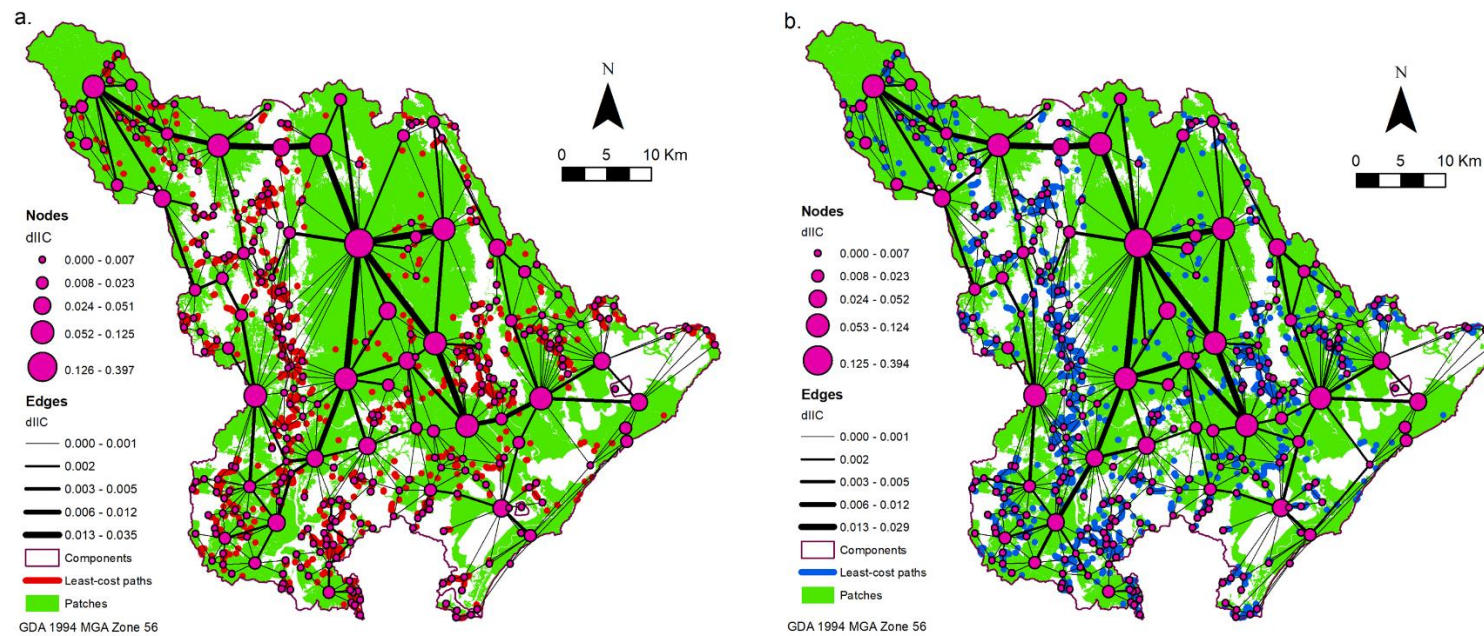 a.
N
0 5 10 Km
Nodes
dIIC
0.000 - 0.007
0.008 - 0.023
0.024 - 0.051
0.052 - 0.125
0.126 - 0.397
Edges
dIIC
0.000 - 0.001
0.002
0.003 - 0.005
0.006 - 0.012
0.013 - 0.035
Components
Least-cost paths
Patches
GDA 1994 MGA Zone 56
b.
N
0 5 10 Km
Nodes
dIIC
0.000 - 0.007
0.008 - 0.023
0.024 - 0.052
0.053 - 0.124
0.125 - 0.394
Edges
dIIC
0.000 - 0.001
0.002
0.003 - 0.005
0.006 - 0.012
0.013 - 0.029
Components
Least-cost paths
Patches
GDA 1994 MGA Zone 56